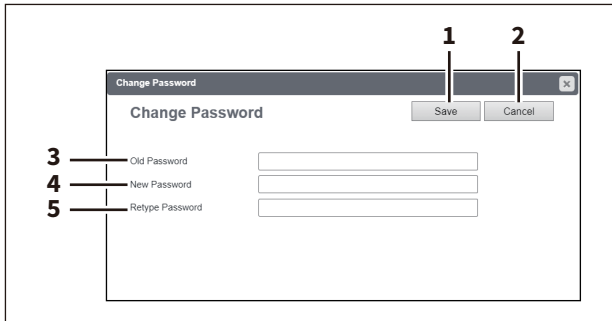 1 2
Change Password
Change Password Save Cancel
3 Old Password
4 New Password
5 Retype Password